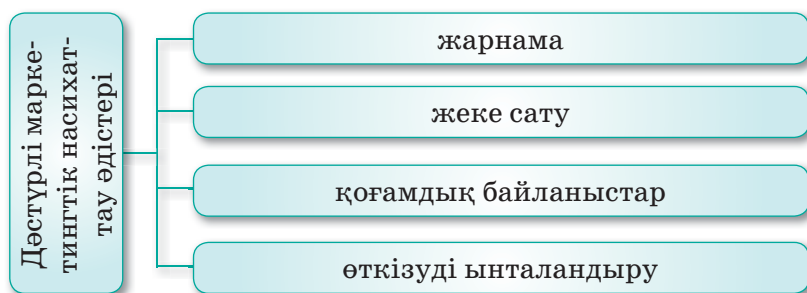 Дәстүрлі марке-
тингтік насихат-
тау әдістері
жарнама
жеке сату
қоғамдық байланыстар
өткізуді ынталандыру